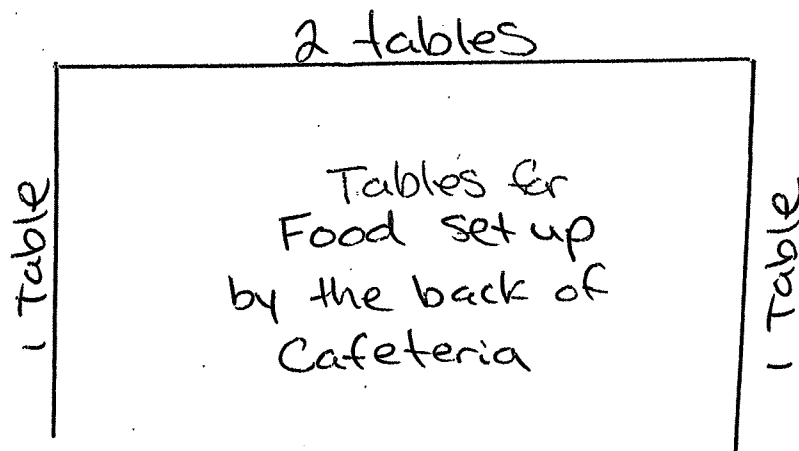 2 tables
1 Table
Tables for
Food set up
by the back of
Cafeteria
1 Table